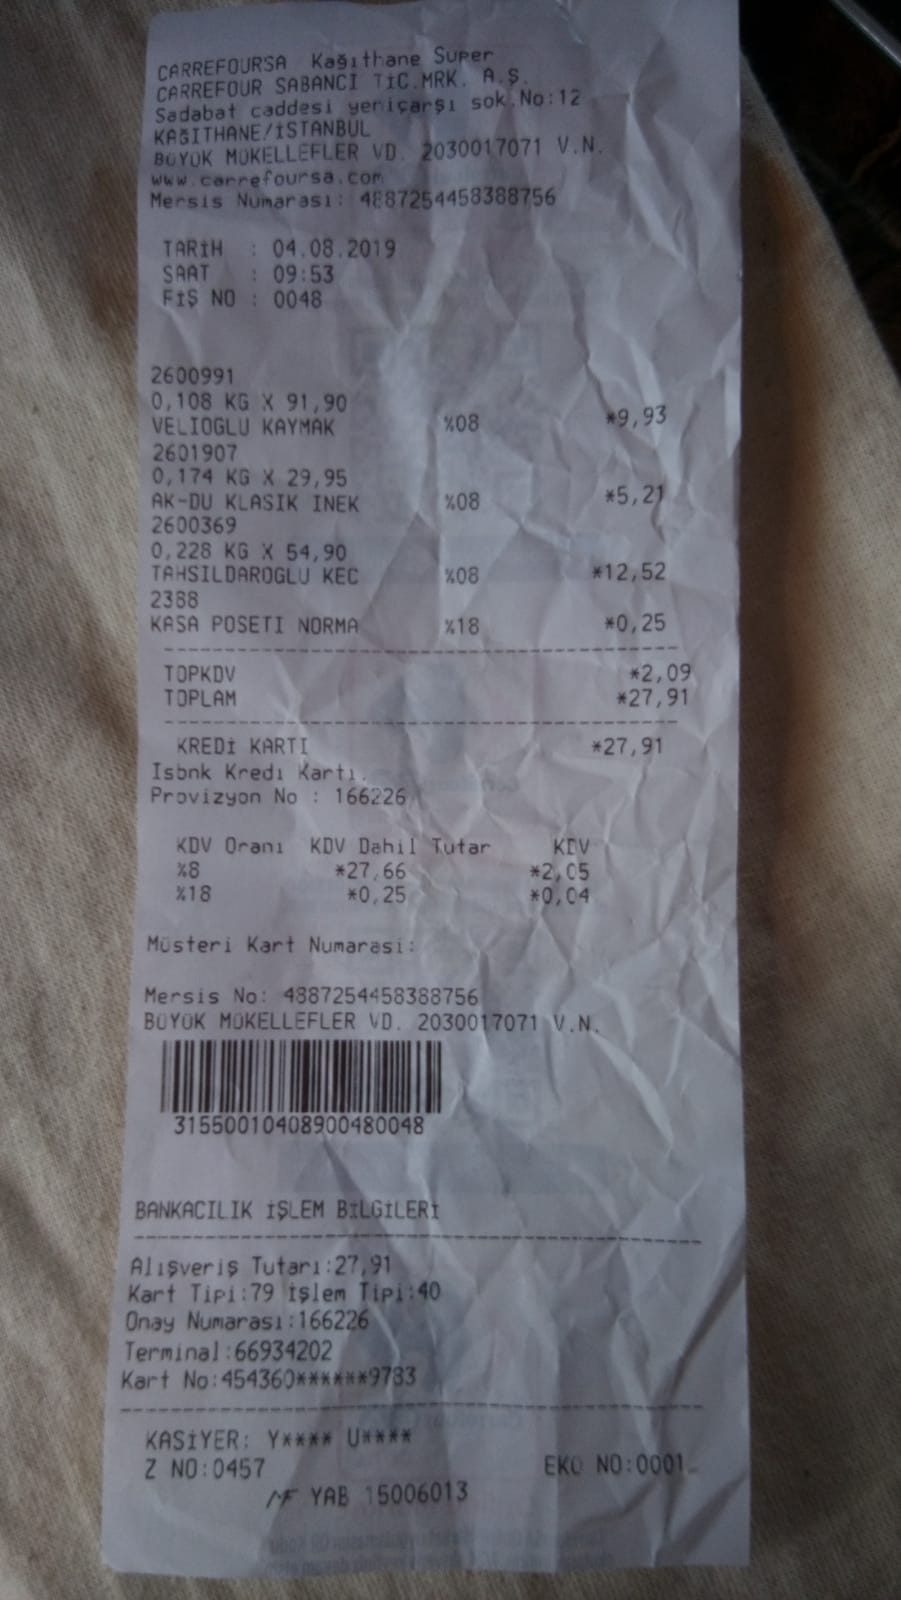 CARREFOURSA Kağıthane Super
CARREFOUR SABANCI TİC.MRK. A.Ş.
Sadabat caddesi yeniçarşı sok.No:12
KAĞITHANE/İSTANBUL
BÜYÜK MÜKELLEFLER VD. 2030017071 V.N.
www.carrefoursa.com
Mersis Numarası: 4887254458388756
TARİH : 04.08.2019
SAAT : 09:53
FİŞ NO : 0048
2600991
0,108 KG X 91,90
VELIOGLU KAYMAK %08 *9,93
2601907
0,174 KG X 29,95
AK-DU KLASIK INEK %08 *5,21
2600369
0,228 KG X 54,90
TAHSILDAROGLU KEC %08 *12,52
2388
KASA POSETI NORMA %18 *0,25
TOPKDV *2,09
TOPLAM *27,91
KREDİ KARTI *27,91
Isbnk Kredi Kartı.
Provizyon No : 166226
KDV Oranı KDV Dahil Tutar KDV
%8 *27,66 *2,05
%18 *0,25 *0,04
Müsteri Kart Numarasi:
Mersis No: 4887254458388756
BÜYÜK MÜKELLEFLER VD. 2030017071 V.N.
31550010408900480048
BANKACILIK İŞLEM BİLGİLERİ
Alışveriş Tutarı:27,91
Kart Tipi:79 İşlem Tipi:40
Onay Numarası:166226
Terminal:66934202
Kart No:454360******9783
KASİYER: Y**** U****
Z NO:0457 EKÜ NO:0001
MF YAB 15006013